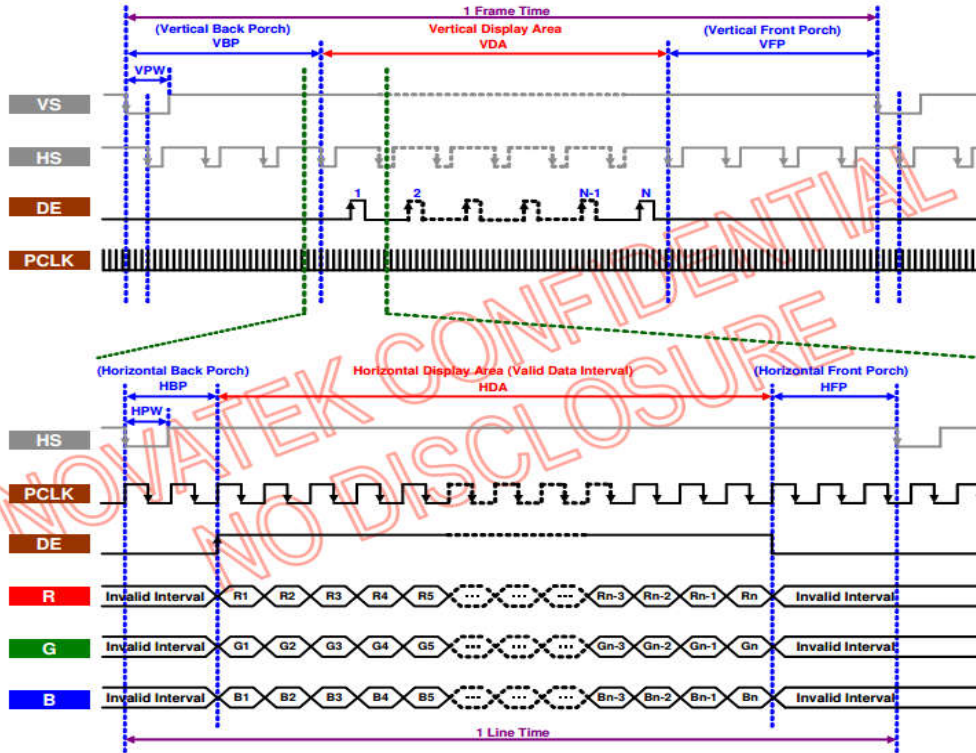 1 Frame Time
(Vertical Back Porch) Vertical Display Area (Vertical Front Porch)
VBP VDA VFP
VPW
VS
HS
1 2 N-1 N
DE
PCLK
NOVATEK CONFIDENTIAL
NO DISCLOSURE
(Horizontal Back Porch) Horizontal Display Area (Valid Data Interval) (Horizontal Front Porch)
HBP HDA HFP
HPW
HS
PCLK
DE
R Invalid Interval R1 R2 R3 R4 R5 ... ... ... Rn-3 Rn-2 Rn-1 Rn Invalid Interval
G Invalid Interval G1 G2 G3 G4 G5 ... ... ... Gn-3 Gn-2 Gn-1 Gn Invalid Interval
B Invalid Interval B1 B2 B3 B4 B5 ... ... ... Bn-3 Bn-2 Bn-1 Bn Invalid Interval
1 Line Time